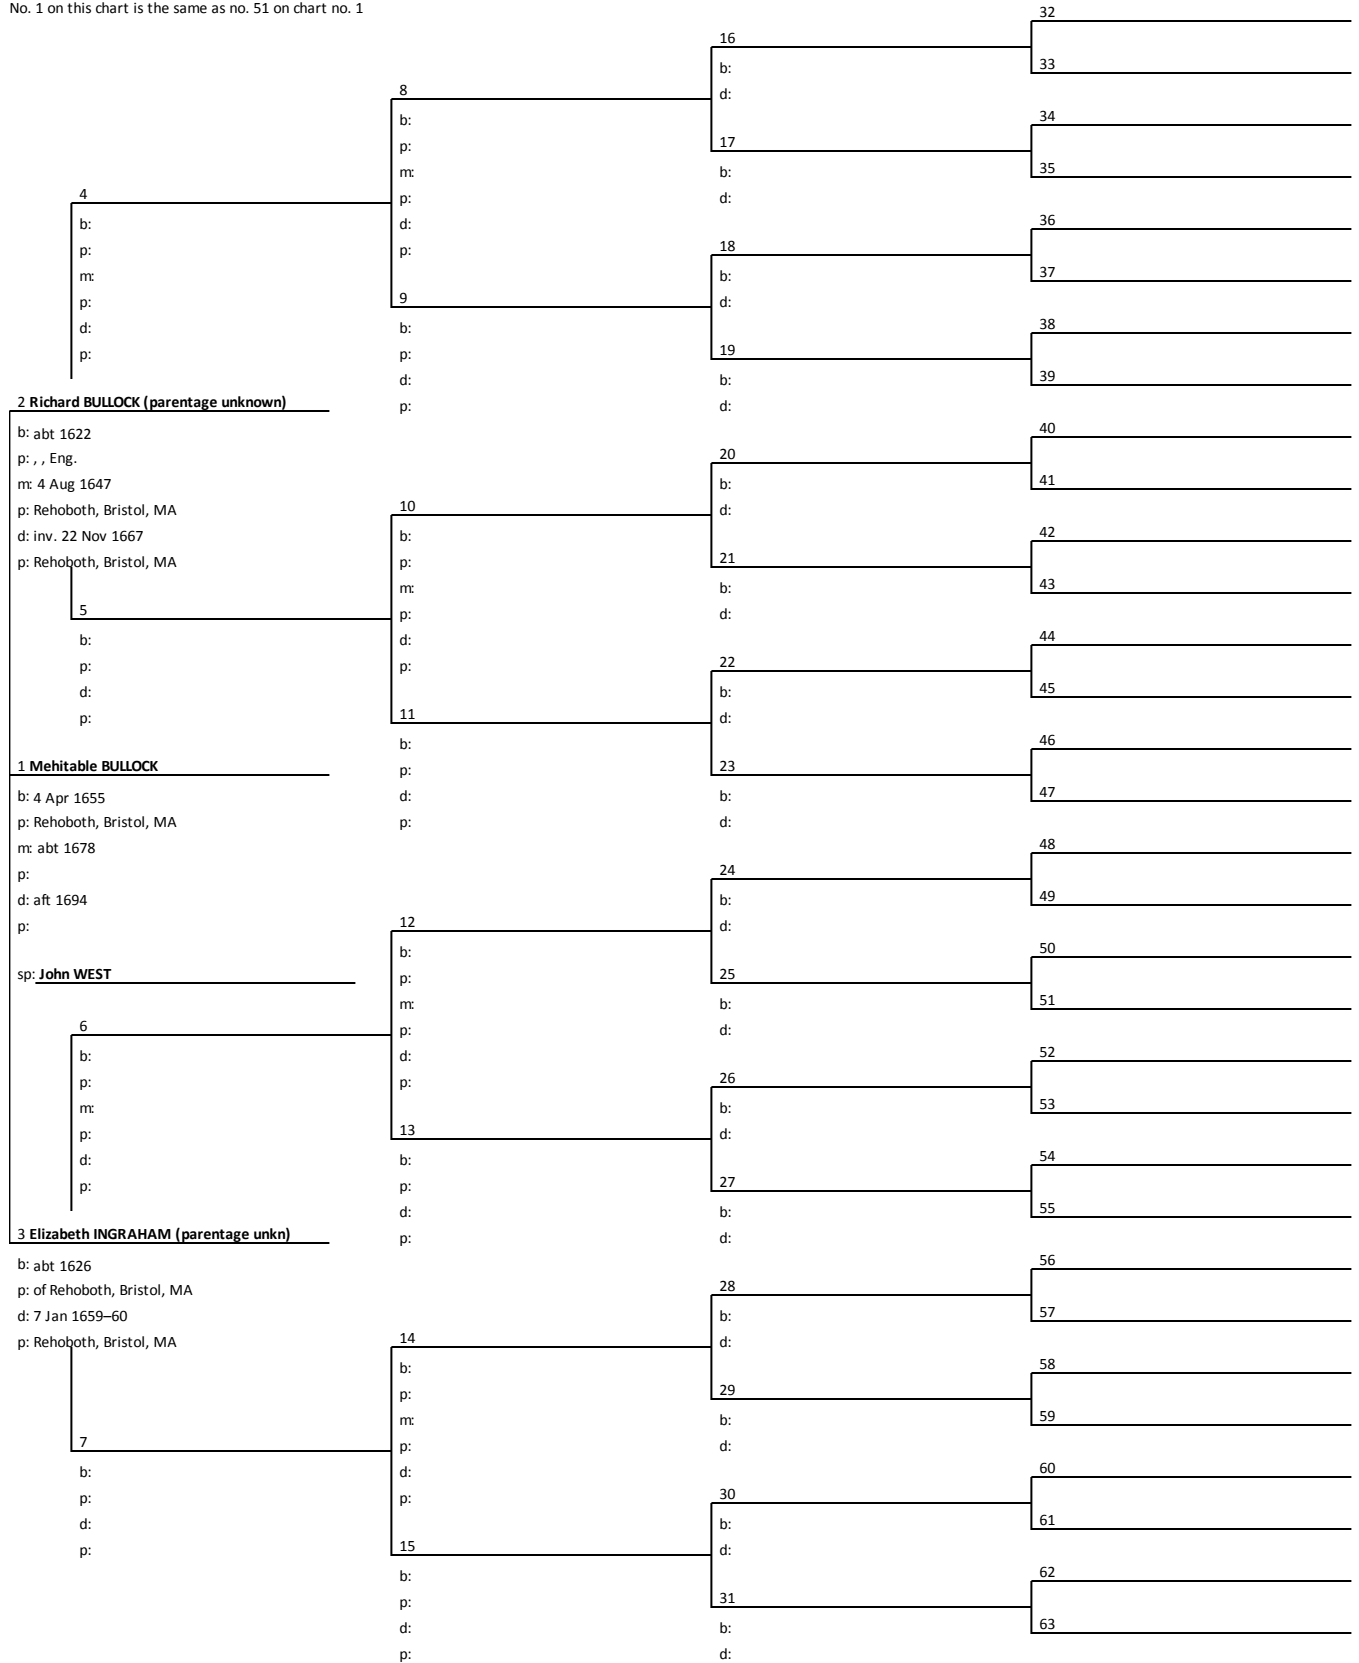 No. 1 on this chart is the same as no. 51 on chart no. 1
4
b:
p:
m:
p:
d:
p:
2 Richard BULLOCK (parentage unknown)
b: abt 1622
p: , , Eng.
m: 4 Aug 1647
p: Rehoboth, Bristol, MA
d: inv. 22 Nov 1667
p: Rehoboth, Bristol, MA
5
b:
p:
d:
p:
1 Mehitable BULLOCK
b: 4 Apr 1655
p: Rehoboth, Bristol, MA
m: abt 1678
p:
d: aft 1694
p:
sp: John WEST
6
b:
p:
m:
p:
d:
p:
3 Elizabeth INGRAHAM (parentage unkn)
b: abt 1626
p: of Rehoboth, Bristol, MA
d: 7 Jan 1659–60
p: Rehoboth, Bristol, MA
7
b:
p:
d:
p:
8
b:
p:
m:
p:
d:
p:
9
b:
p:
d:
p:
10
b:
p:
m:
p:
d:
p:
11
b:
p:
d:
p:
12
b:
p:
m:
p:
d:
p:
13
b:
p:
d:
p:
14
b:
p:
m:
p:
d:
p:
15
b:
p:
d:
p:
16
b:
d:
17
b:
d:
18
b:
d:
19
b:
d:
20
b:
d:
21
b:
d:
22
b:
d:
23
b:
d:
24
b:
d:
25
b:
d:
26
b:
d:
27
b:
d:
28
b:
d:
29
b:
d:
30
b:
d:
31
b:
d:
32
33
34
35
36
37
38
39
40
41
42
43
44
45
46
47
48
49
50
51
52
53
54
55
56
57
58
59
60
61
62
63